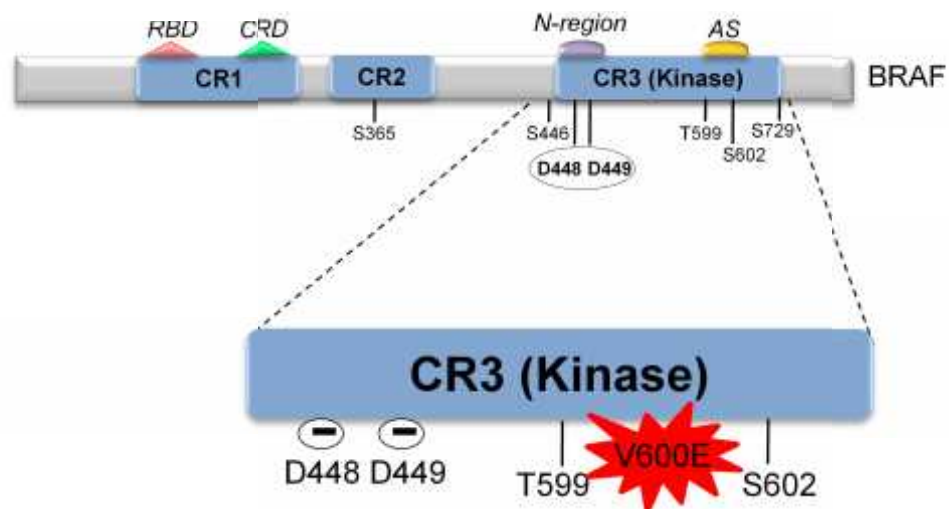 RBD CRD N-region AS
CR1 CR2 CR3 (Kinase) BRAF
S365 S446 T599 S729
S602
D448 D449
CR3 (Kinase)
V600E
D448 D449 T599 S602